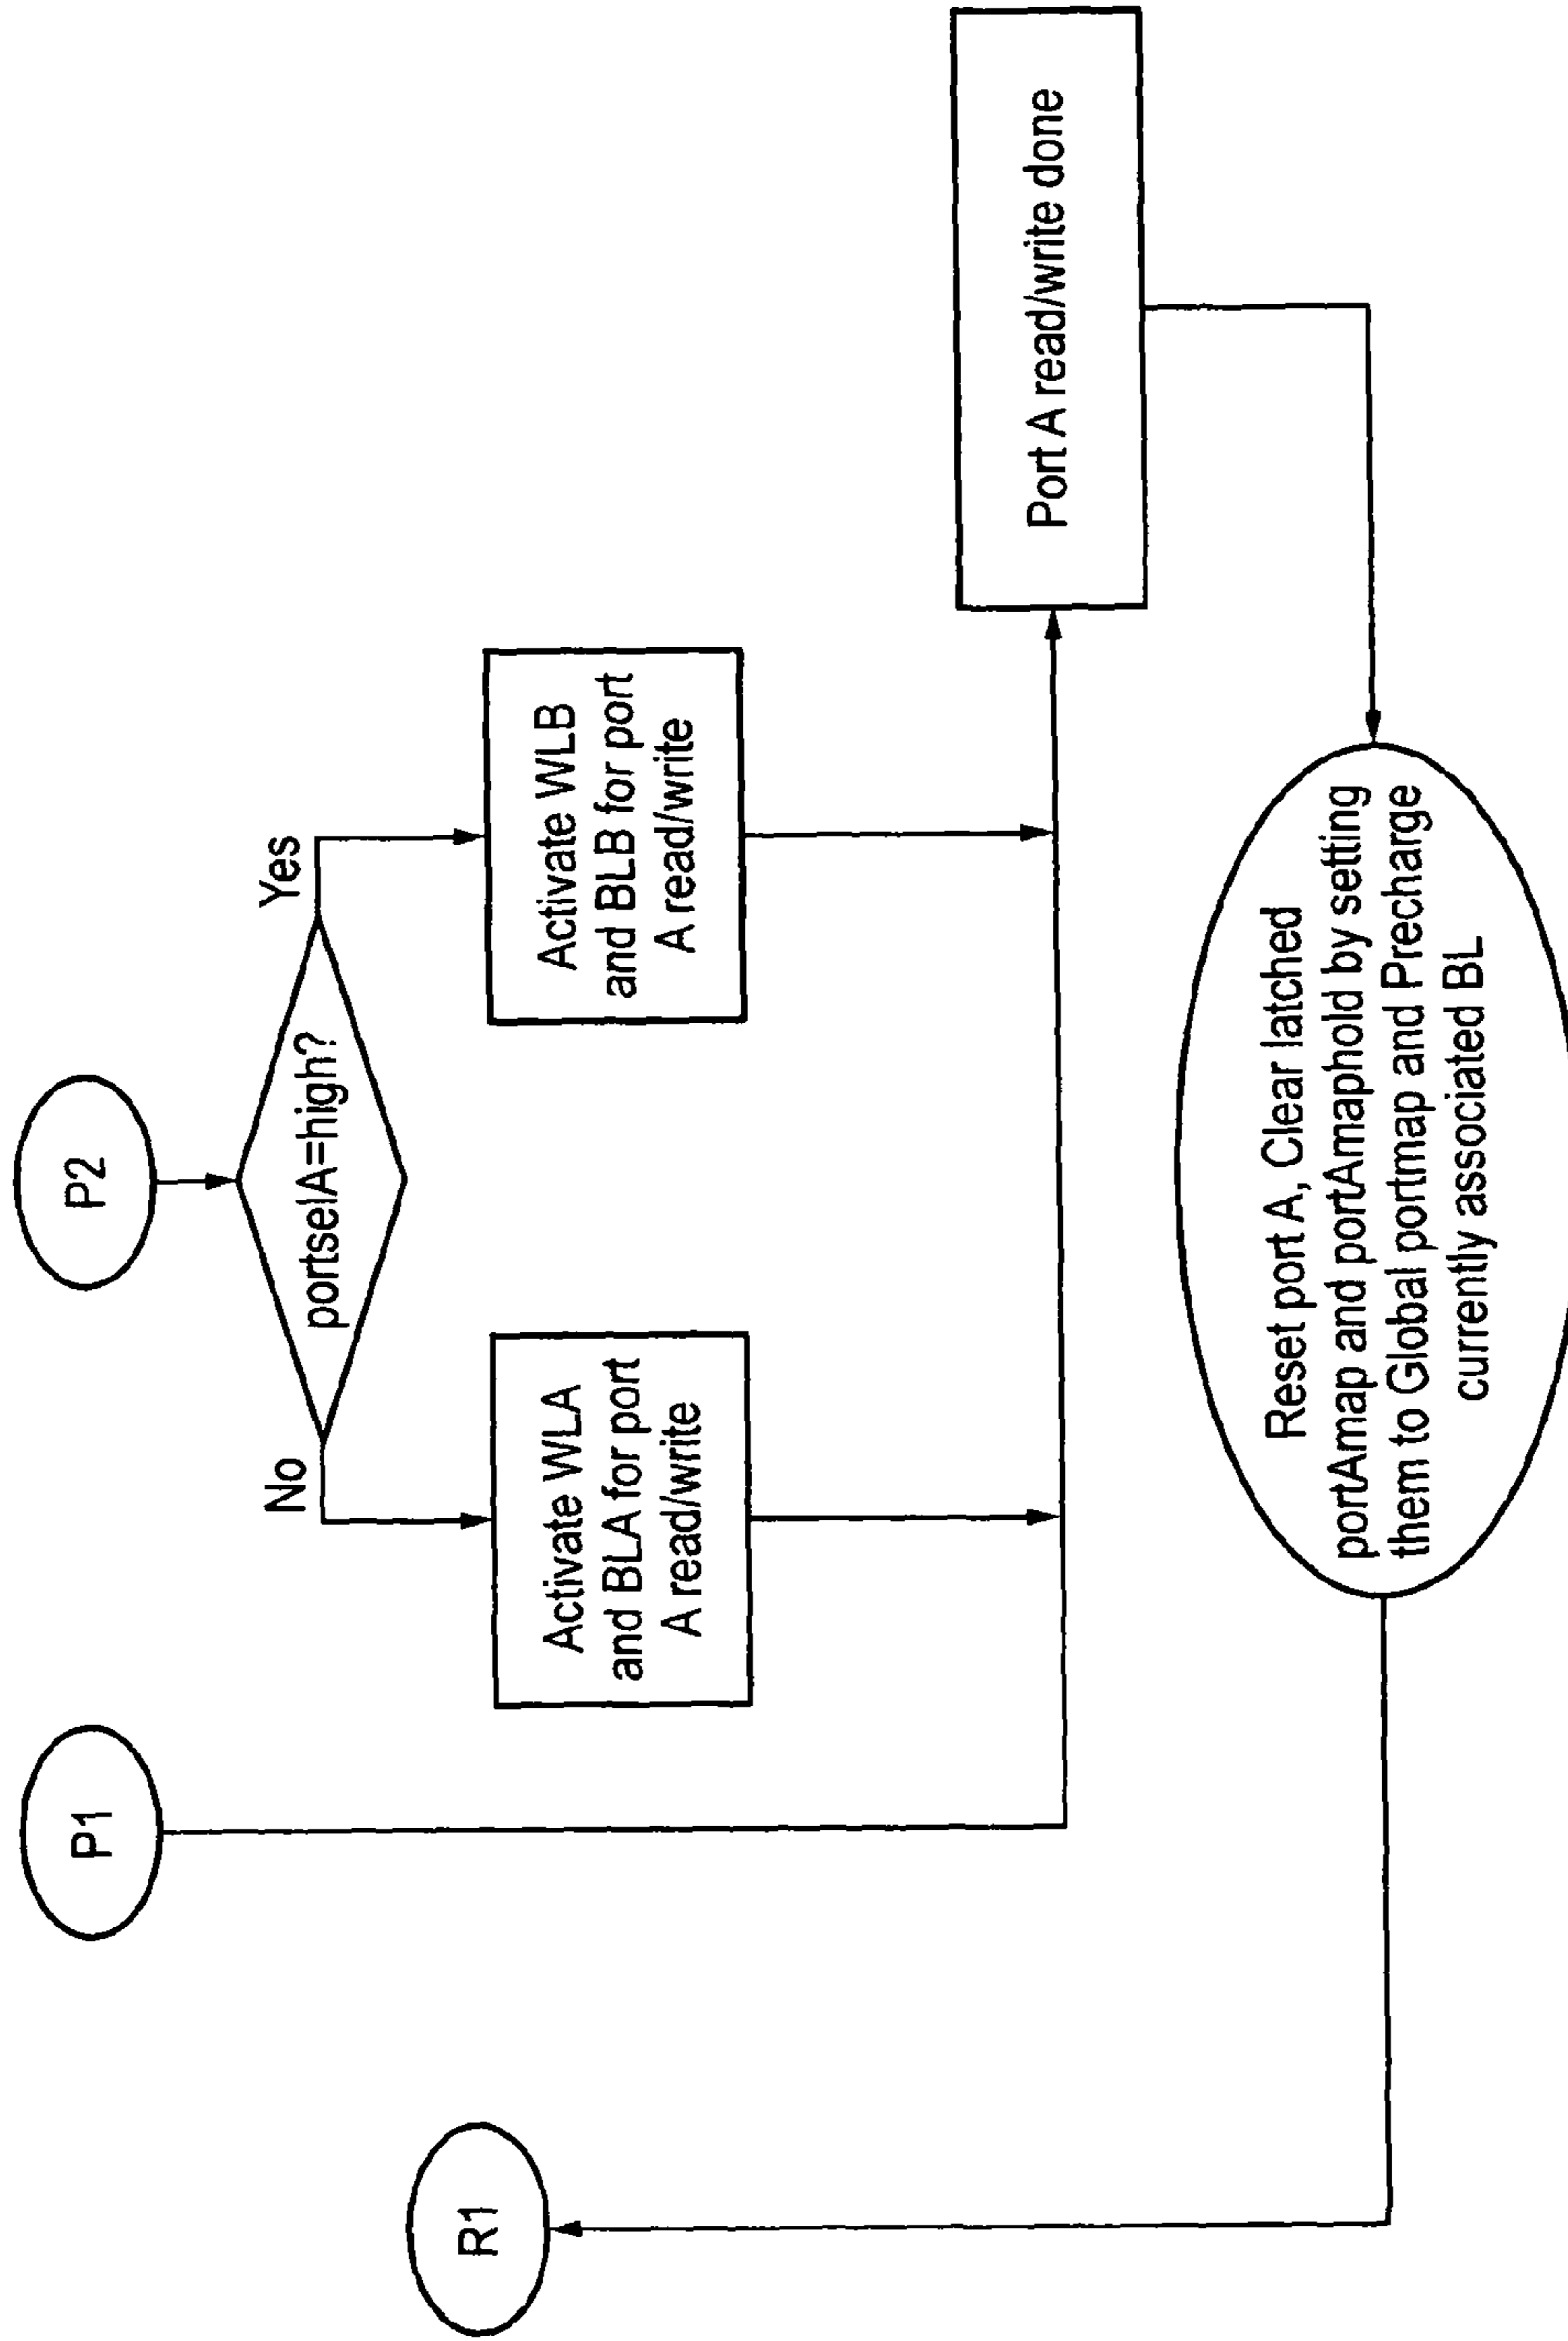 P1
P2
portselA=high?
No
Yes
Activate WLA
and BLA for port
A read/write
Activate WLB
and BLB for port
A read/write
R1
Port A read/write done
Reset port A, Clear latched
portAmap and portAmaphold by setting
them to Global portmap and Precharge
currently associated BL